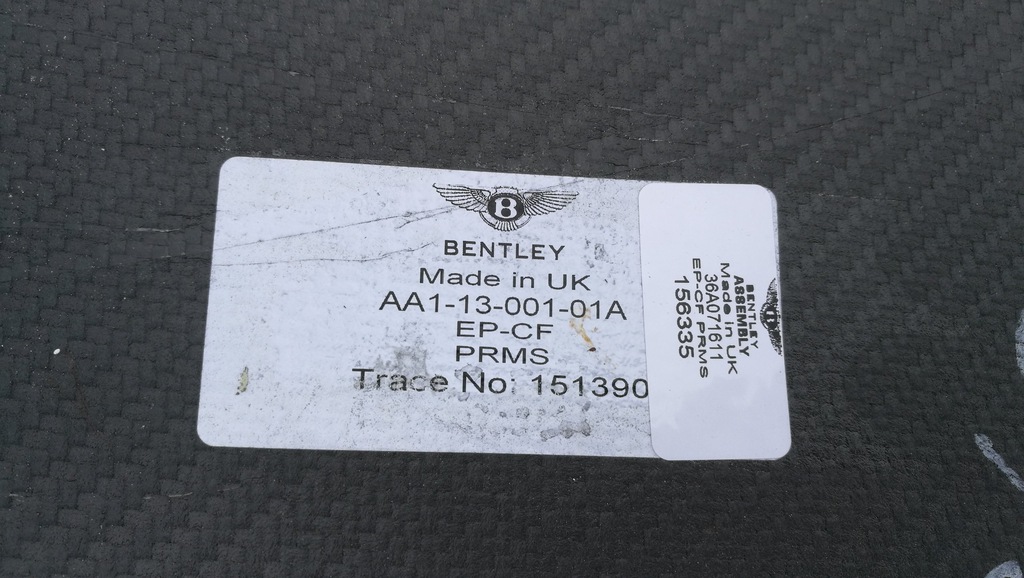 B
BENTLEY
Made in UK
AA1-13-001-01A
EP-CF
PRMS
Trace No: 151390
BENTLEY
ASSEMBLY
Made in UK
36A071611
EP-CF PRMS
156335